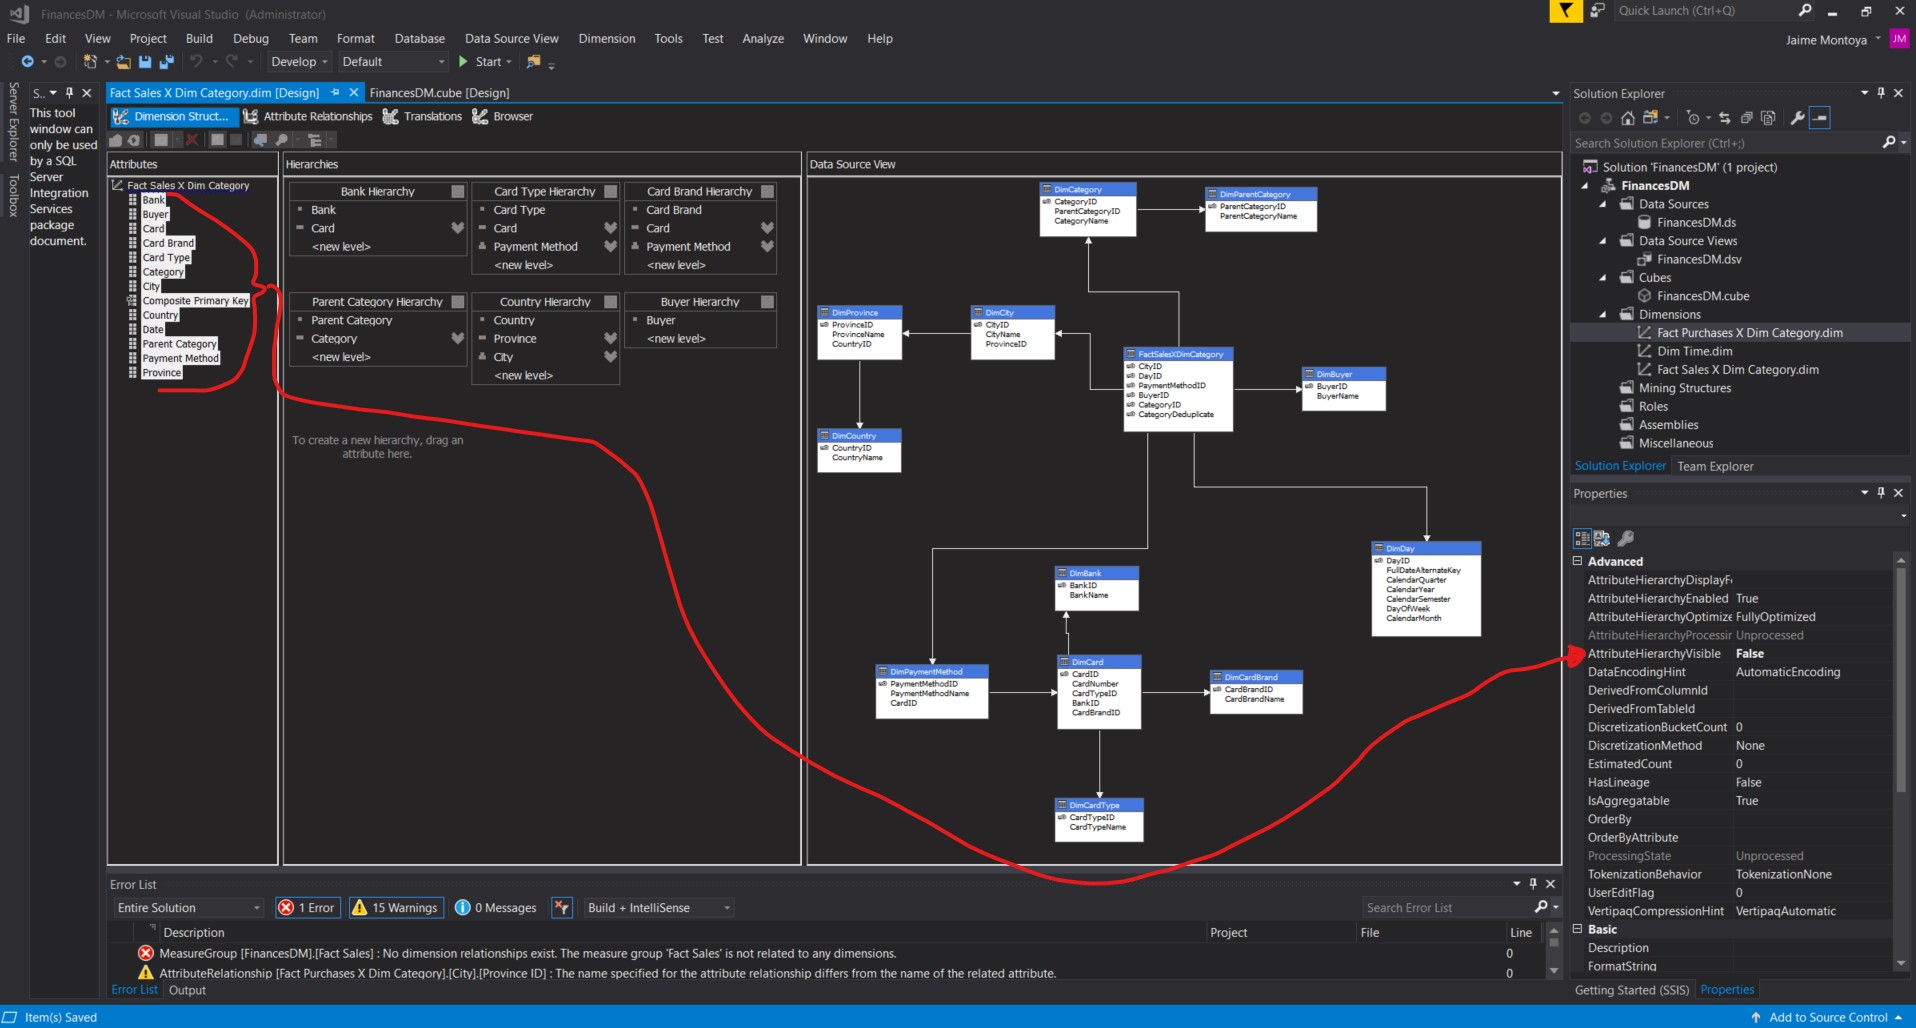 FinancesDM - Microsoft Visual Studio (Administrator)
Quick Launch (Ctrl+Q)
File Edit View Project Build Debug Team Format Database Data Source View Dimension Tools Test Analyze Window Help
Jaime Montoya JM
Develop Default Start
Server Explorer
Toolbox
S..
This tool
window can
only be used
by a SQL
Server
Integration
Services
package
document.
Fact Sales X Dim Category.dim [Design] FinancesDM.cube [Design]
Dimension Struct... Attribute Relationships Translations Browser
Attributes
Fact Sales X Dim Category
Bank
Buyer
Card
Card Brand
Card Type
Category
City
Composite Primary Key
Country
Date
Parent Category
Payment Method
Province
Hierarchies
Bank Hierarchy
Bank
Card
<new level>
Card Type Hierarchy
Card Type
Card
Payment Method
<new level>
Card Brand Hierarchy
Card Brand
Card
Payment Method
<new level>
Parent Category Hierarchy
Parent Category
Category
<new level>
Country Hierarchy
Country
Province
City
<new level>
Buyer Hierarchy
Buyer
<new level>
To create a new hierarchy, drag an
attribute here.
Data Source View
DimCategory
CategoryID
ParentCategoryID
CategoryName
DimParentCategory
ParentCategoryID
ParentCategoryName
DimProvince
ProvinceID
ProvinceName
CountryID
DimCity
CityID
CityName
ProvinceID
FactSalesXDimCategory
CityID
DayID
PaymentMethodID
BuyerID
CategoryID
CategoryDeduplicate
DimBuyer
BuyerID
BuyerName
DimCountry
CountryID
CountryName
DimDay
DayID
FullDateAlternateKey
CalendarQuarter
CalendarYear
CalendarSemester
DayOfWeek
CalendarMonth
DimBank
BankID
BankName
DimPaymentMethod
PaymentMethodID
PaymentMethodName
CardID
DimCard
CardID
CardNumber
CardTypeID
BankID
CardBrandID
DimCardBrand
CardBrandID
CardBrandName
DimCardType
CardTypeID
CardTypeName
Solution Explorer
Search Solution Explorer (Ctrl+;)
Solution 'FinancesDM' (1 project)
FinancesDM
Data Sources
FinancesDM.ds
Data Source Views
FinancesDM.dsv
Cubes
FinancesDM.cube
Dimensions
Fact Purchases X Dim Category.dim
Dim Time.dim
Fact Sales X Dim Category.dim
Mining Structures
Roles
Assemblies
Miscellaneous
Solution Explorer Team Explorer
Properties
Advanced
AttributeHierarchyDisplayFo
AttributeHierarchyEnabled True
AttributeHierarchyOptimize FullyOptimized
AttributeHierarchyProcessin Unprocessed
AttributeHierarchyVisible False
DataEncodingHint AutomaticEncoding
DerivedFromColumnId
DerivedFromTableId
DiscretizationBucketCount 0
DiscretizationMethod None
EstimatedCount 0
HasLineage False
IsAggregatable True
OrderBy
OrderByAttribute
ProcessingState Unprocessed
TokenizationBehavior TokenizationNone
UserEditFlag 0
VertipaqCompressionHint VertipaqAutomatic
Basic
Description
FormatString
Getting Started (SSIS) Properties
Error List
Entire Solution 1 Error 15 Warnings 0 Messages Build + IntelliSense Search Error List
Description Project File Line
MeasureGroup [FinancesDM].[Fact Sales] : No dimension relationships exist. The measure group 'Fact Sales' is not related to any dimensions. 0
AttributeRelationship [Fact Purchases X Dim Category].[City].[Province ID] : The name specified for the attribute relationship differs from the name of the related attribute. 0
Error List Output
Item(s) Saved Add to Source Control